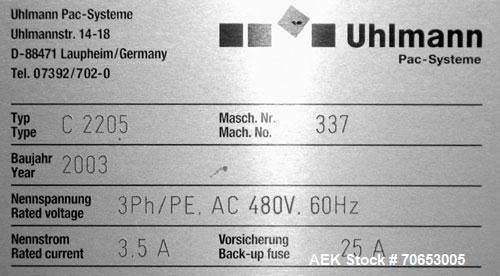 Uhlmann Pac-Systeme
Uhlmannstr. 14-18
D-88471 Laupheim/Germany
Tel. 07392/702-0
Uhlmann
Pac-Systeme
Typ
Type C 2205
Masch. Nr.
Mach. No. 337
Baujahr
Year 2003
Nennspannung
Rated voltage 3Ph/PE, AC 480V, 60Hz
Nennstrom
Rated current 3,5 A
Vorsicherung
Back-up fuse 25 A
AEK Stock # 70653005